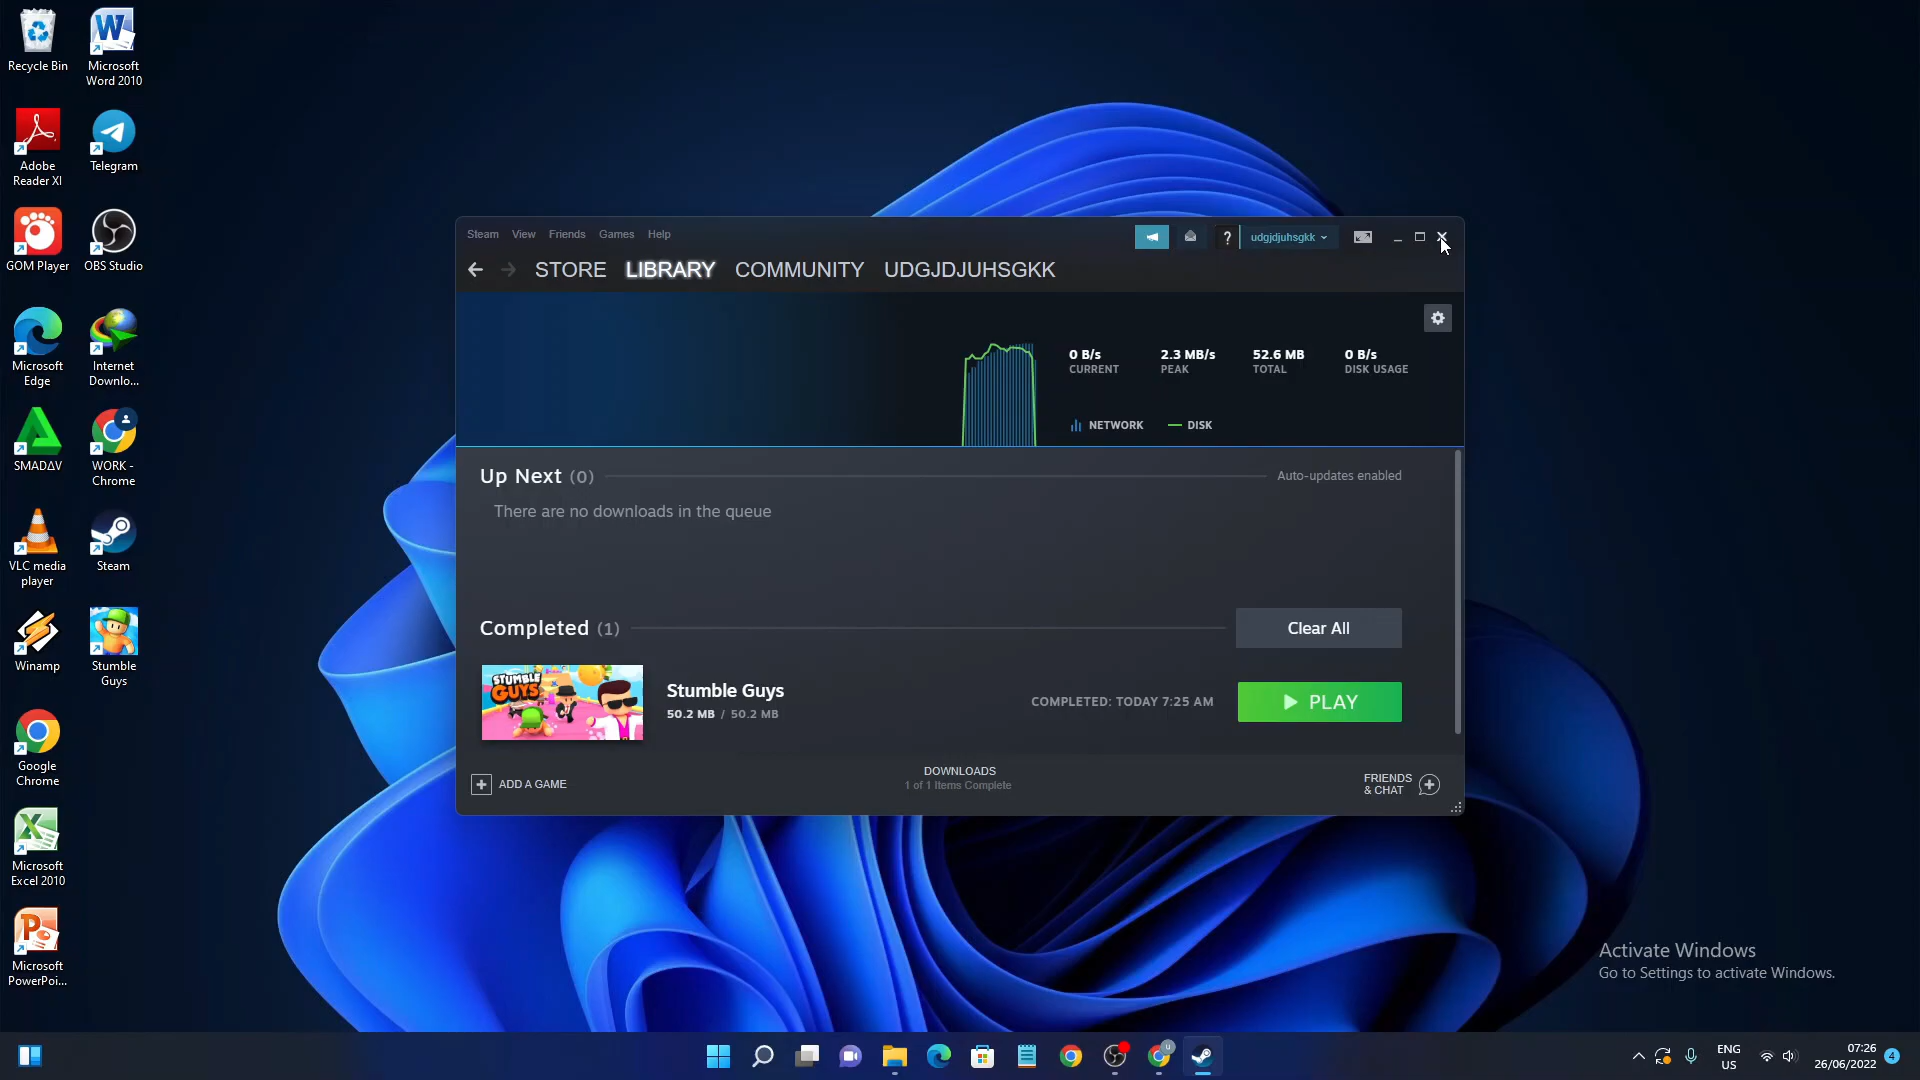 Recycle Bin
Microsoft
Word 2010
Adobe
Reader XI
Telegram
GOM Player
OBS Studio
Microsoft
Edge
Internet
Downlo...
SMADΔV
WORK -
Chrome
VLC media
player
Steam
Winamp
Stumble
Guys
Google
Chrome
Microsoft
Excel 2010
Microsoft
PowerPoi...
Steam View Friends Games Help
? udgjdjuhsgkk
STORE LIBRARY COMMUNITY UDGJDJUHSGKK
0 B/s 2.3 MB/s 52.6 MB 0 B/s
CURRENT PEAK TOTAL DISK USAGE
NETWORK DISK
Up Next (0) Auto-updates enabled
There are no downloads in the queue
Completed (1) Clear All
STUMBLE
GUYS
Stumble Guys
50.2 MB / 50.2 MB
COMPLETED: TODAY 7:25 AM
PLAY
ADD A GAME
DOWNLOADS
1 of 1 Items Complete
FRIENDS
& CHAT
Activate Windows
Go to Settings to activate Windows.
ENG
US
07:26
26/06/2022
4